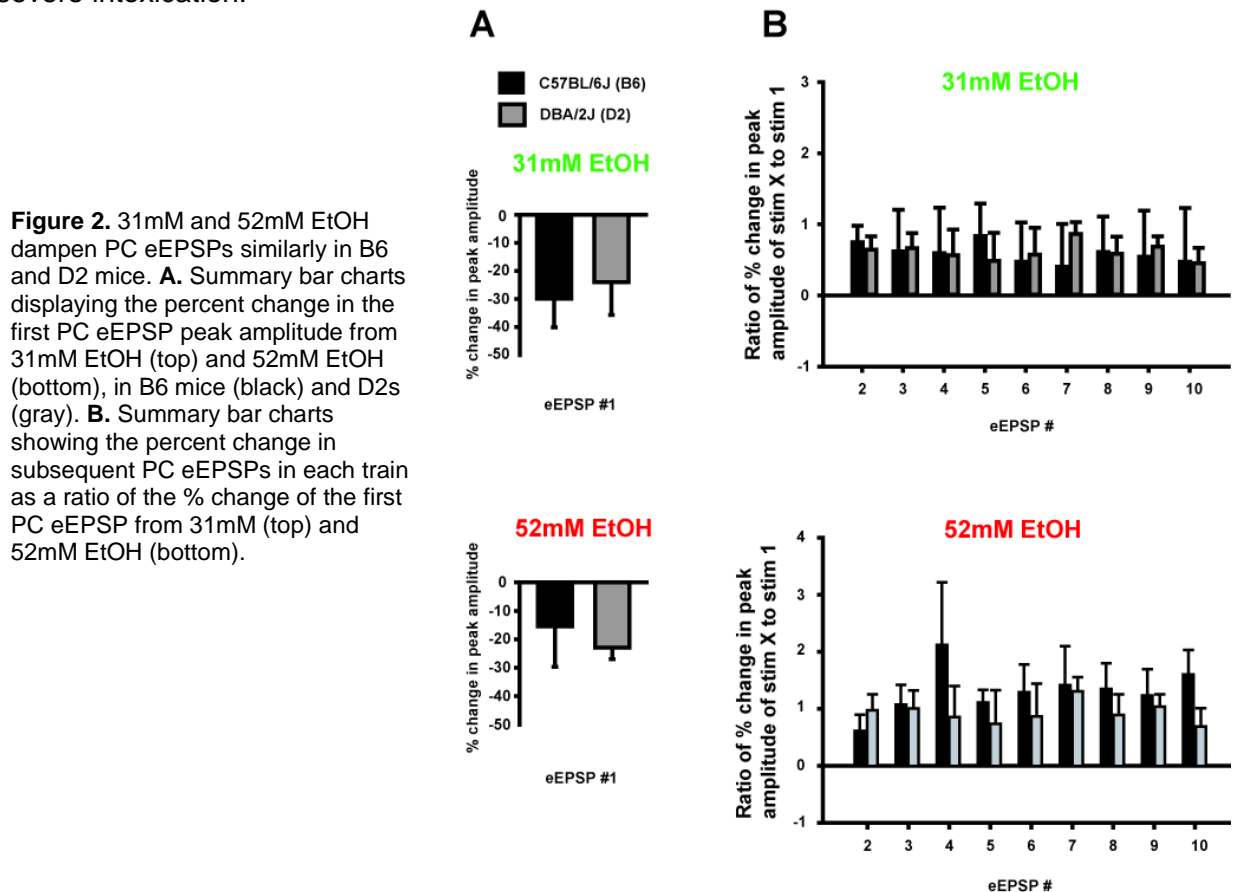 severe intoxication.
Figure 2. 31mM and 52mM EtOH
dampen PC eEPSPs similarly in B6
and D2 mice. A. Summary bar charts
displaying the percent change in the
first PC eEPSP peak amplitude from
31mM EtOH (top) and 52mM EtOH
(bottom), in B6 mice (black) and D2s
(gray). B. Summary bar charts
showing the percent change in
subsequent PC eEPSPs in each train
as a ratio of the % change of the first
PC eEPSP from 31mM (top) and
52mM EtOH (bottom).
A
C57BL/6J (B6)
DBA/2J (D2)
31mM EtOH
% change in peak amplitude
0
-10
-20
-30
-40
-50
eEPSP #1
52mM EtOH
% change in peak amplitude
0
-10
-20
-30
-40
-50
eEPSP #1
B
31mM EtOH
Ratio of % change in peak
amplitude of stim X to stim 1
3
2
1
0
-1
2 3 4 5 6 7 8 9 10
eEPSP #
52mM EtOH
Ratio of % change in peak
amplitude of stim X to stim 1
4
3
2
1
0
-1
2 3 4 5 6 7 8 9 10
eEPSP #